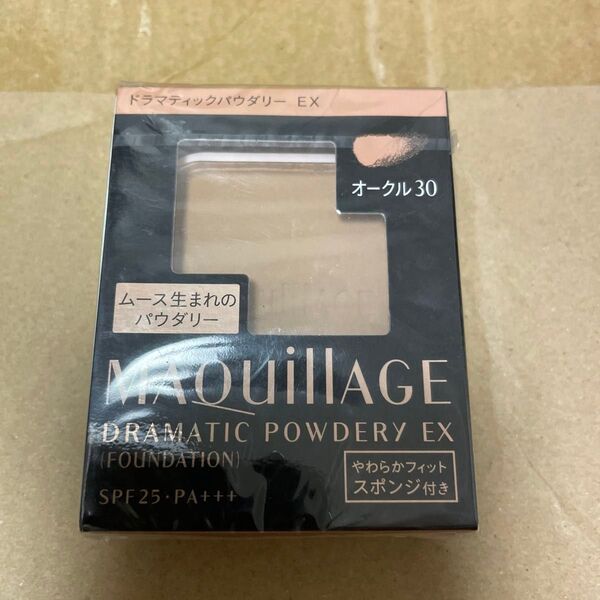 ドラマティックパウダリー EX
オークル30
ムース生まれの
パウダリー
MAQuillAGE
DRAMATIC POWDERY EX
(FOUNDATION)
SPF25・PA+++
やわらかフィット
スポンジ付き